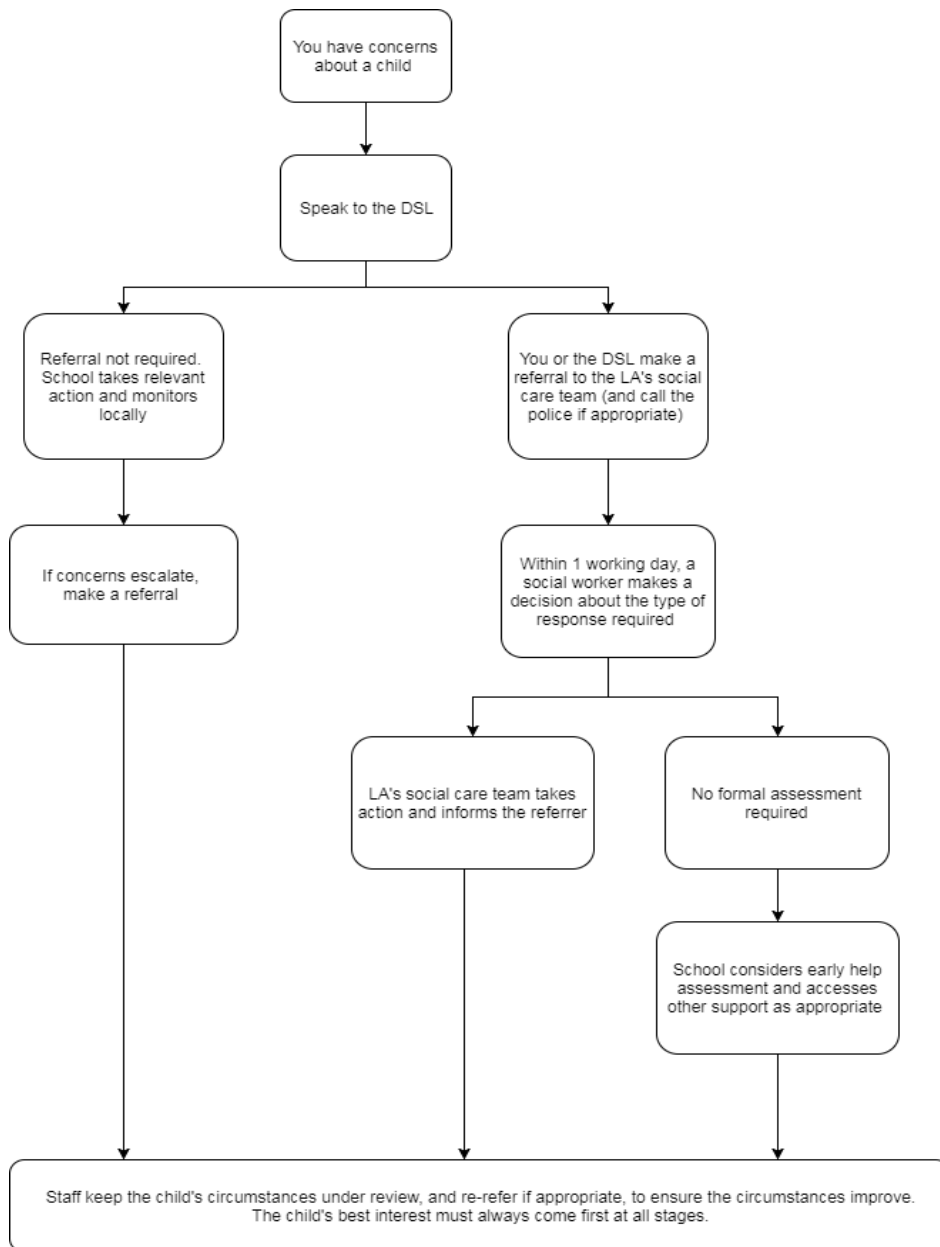 You have concerns
about a child
Speak to the DSL
Referral not required.
School takes relevant
action and monitors
locally
You or the DSL make a
referral to the LA's social
care team (and call the
police if appropriate)
If concerns escalate,
make a referral
Within 1 working day, a
social worker makes a
decision about the type of
response required
LA's social care team takes
action and informs the referrer
No formal assessment
required
School considers early help
assessment and accesses
other support as appropriate
Staff keep the child's circumstances under review, and re-refer if appropriate, to ensure the circumstances improve.
The child's best interest must always come first at all stages.